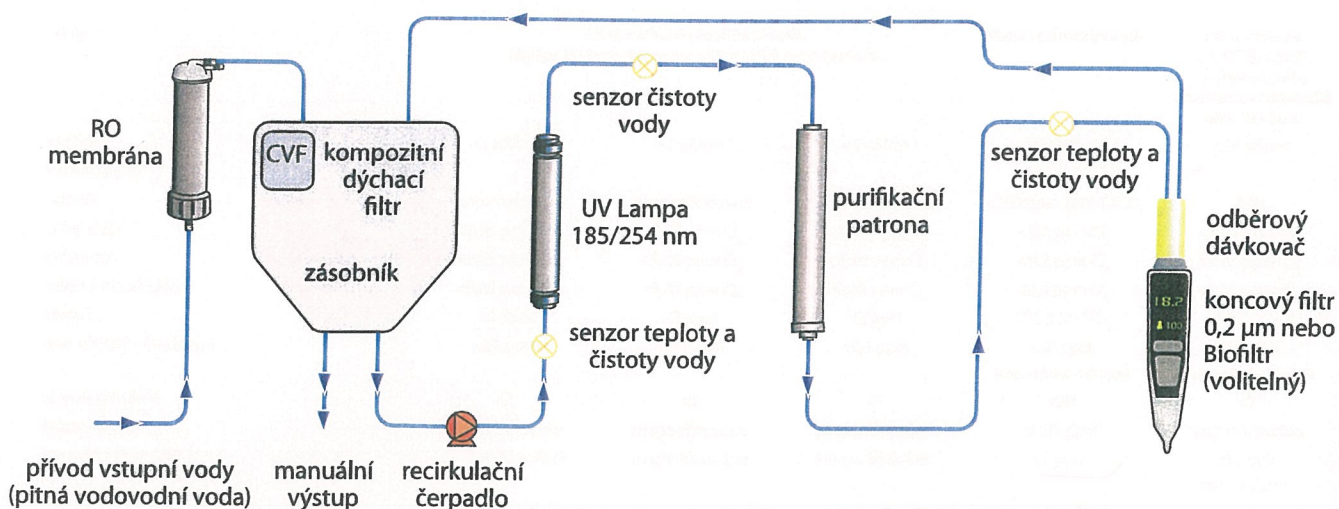 RO
membrána
CVF
kompozitní
dýchací
filtr
zásobník
senzor čistoty
vody
UV Lampa
185/254 nm
senzor teploty a
čistoty vody
purifikační
patrona
senzor teploty a
čistoty vody
odběrový
dávkovač
18.2
100
koncový filtr
0,2 µm nebo
Biofiltr
(volitelný)
přívod vstupní vody
(pitná vodovodní voda)
manuální
výstup
recirkulační
čerpadlo